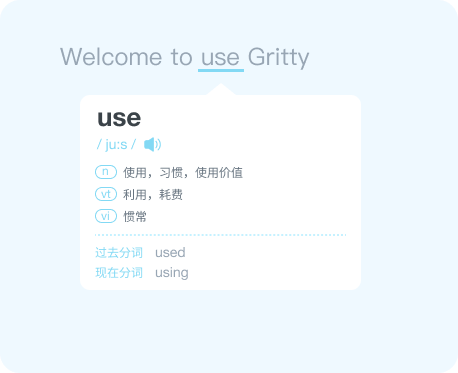 Welcome to use Gritty
use
/ ju:s /
n 使用，习惯，使用价值
vt 利用，耗费
vi 惯常
过去分词 used
现在分词 using